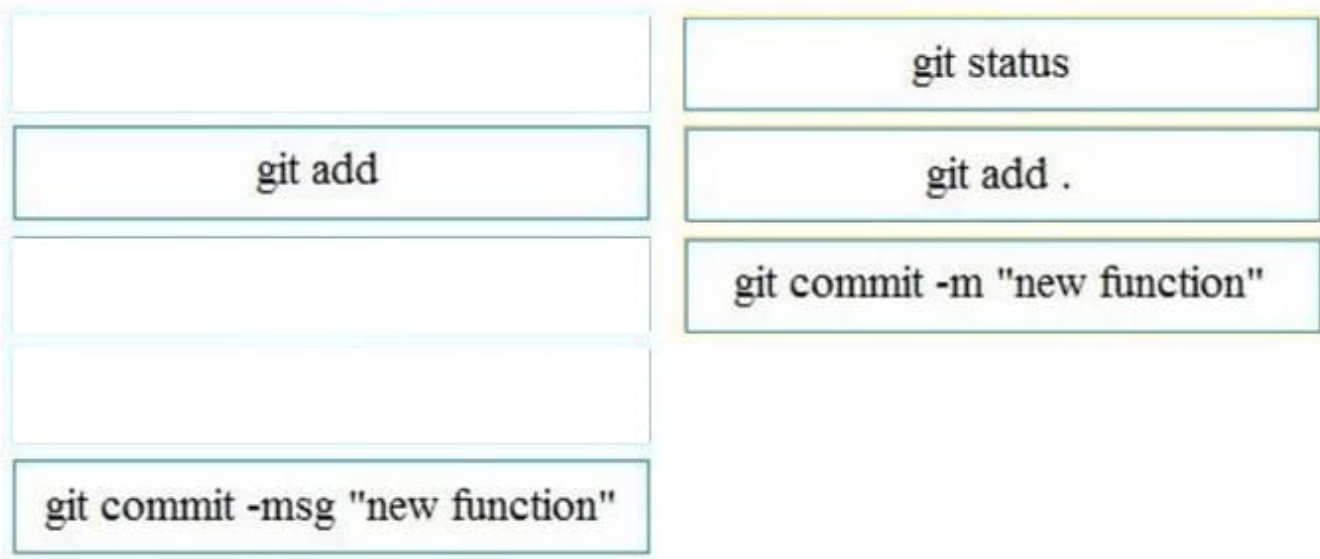 git status
git add
git add .
git commit -m "new function"
git commit -msg "new function"